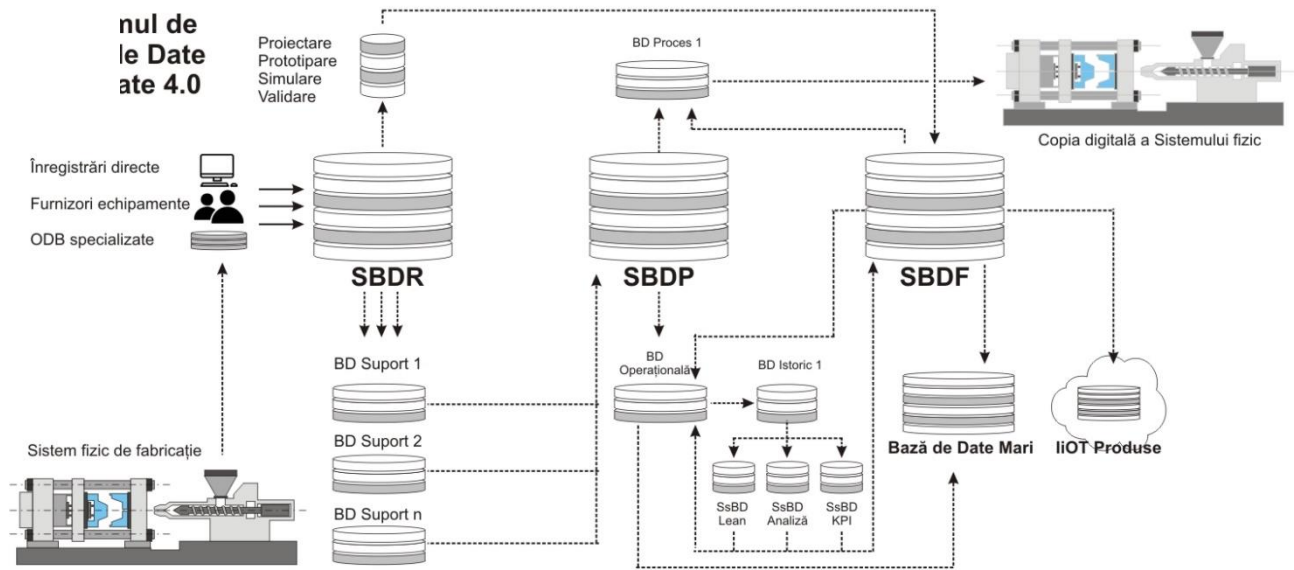 mul de
le Date
ate 4.0
Proiectare
Prototipare
Simulare
Validare
BD Proces 1
Copia digitală a Sistemului fizic
Înregistrări directe
Furnizori echipamente
ODB specializate
SBDR
SBDP
SBDF
BD Suport 1
BD
Operațională
BD Istoric 1
BD Suport 2
Bază de Date Mari
IiOT Produse
Sistem fizic de fabricație
SsBD
Lean
SsBD
Analiză
SsBD
KPI
BD Suport n